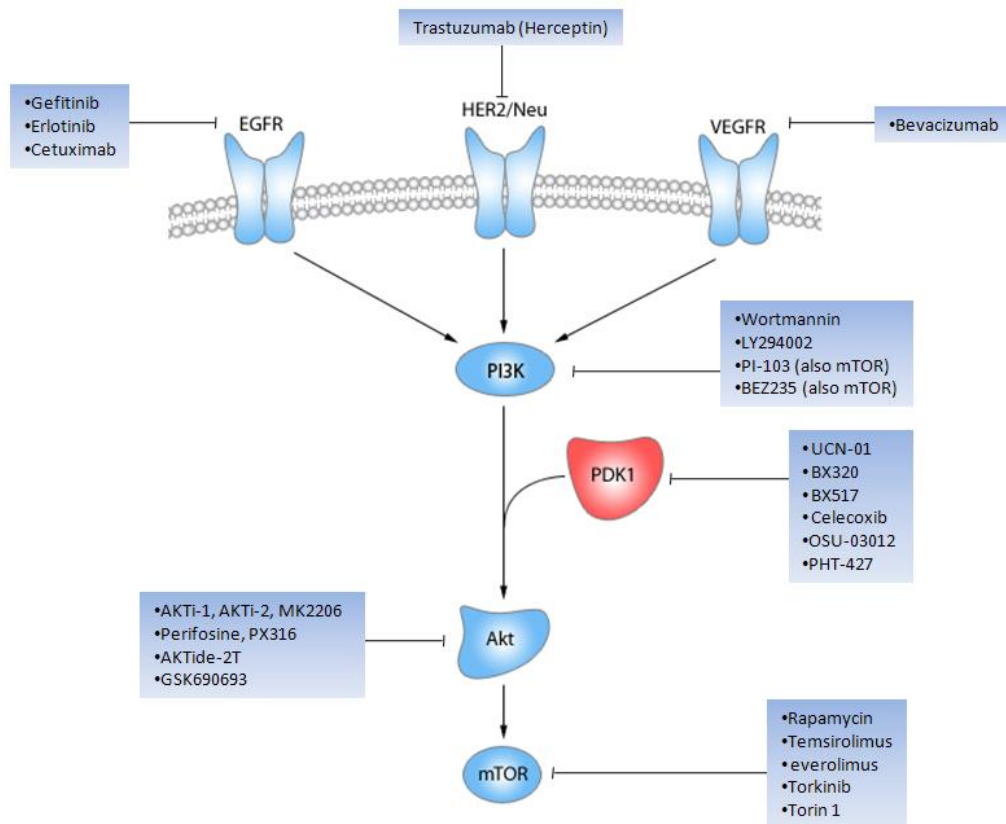 Trastuzumab (Herceptin)
•Gefitinib
•Erlotinib
•Cetuximab
EGFR
HER2/Neu
VEGFR
•Bevacizumab
•Wortmannin
•LY294002
•PI-103 (also mTOR)
•BEZ235 (also mTOR)
PI3K
PDK1
•UCN-01
•BX320
•BX517
•Celecoxib
•OSU-03012
•PHT-427
•AKTi-1, AKTi-2, MK2206
•Perifosine, PX316
•AKTide-2T
•GSK690693
Akt
mTOR
•Rapamycin
•Temsirolimus
•everolimus
•Torkinib
•Torin 1